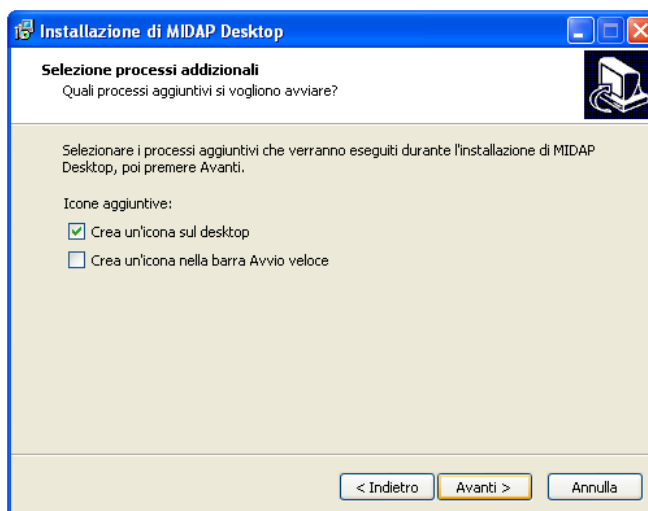 Installazione di MIDAP Desktop
Selezione processi addizionali
Quali processi aggiuntivi si vogliono avviare?
Selezionare i processi aggiuntivi che verranno eseguiti durante l'installazione di MIDAP
Desktop, poi premere Avanti.
Icone aggiuntive:
Crea un'icona sul desktop
Crea un'icona nella barra Avvio veloce
< Indietro
Avanti >
Annulla